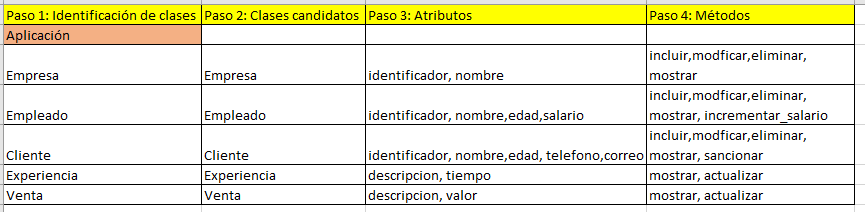 Paso 1: Identificación de clases Paso 2: Clases candidatos Paso 3: Atributos Paso 4: Métodos
Aplicación
Empresa Empresa identificador, nombre incluir,modficar,eliminar,
mostrar
Empleado Empleado identificador, nombre,edad,salario incluir,modficar,eliminar,
mostrar, incrementar_salario
Cliente Cliente identificador, nombre,edad, telefono,correo incluir,modficar,eliminar,
mostrar, sancionar
Experiencia Experiencia descripcion, tiempo mostrar, actualizar
Venta Venta descripcion, valor mostrar, actualizar